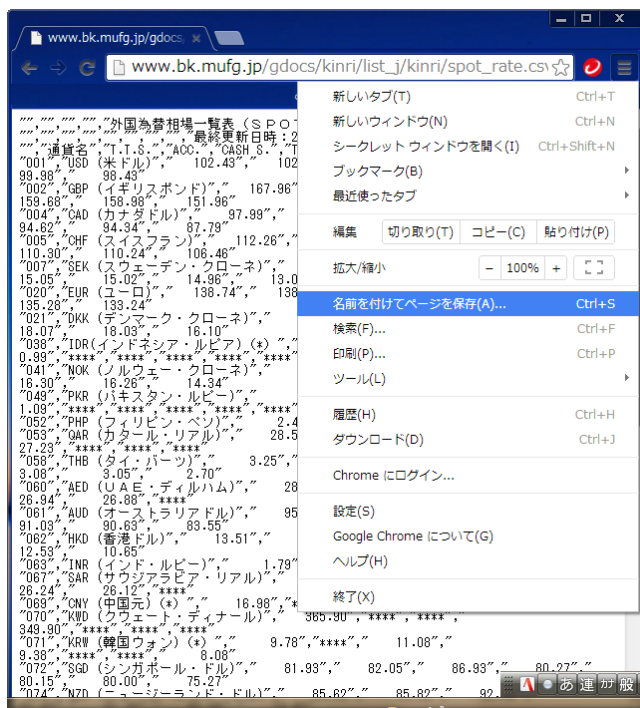 www.bk.mufg.jp/gdocs
www.bk.mufg.jp/gdocs/kinri/list_j/kinri/spot_rate.csv
"","","","","外国為替相場一覧表（ＳＰＯＴ
"","","","","","","最終更新日時：2
"","通貨名","T.T.S.","ACC.","CASH S.","T
"001","USD (米ドル)"," 102.43"," 102
99.98"," 98.43"
"002","GBP (イギリスポンド)"," 167.96"
159.68"," 158.98"," 151.96"
"004","CAD (カナダドル)"," 97.99","
94.62"," 94.34"," 87.79"
"005","CHF (スイスフラン)"," 112.26","
110.30"," 110.24"," 106.46"
"007","SEK (スウェーデン・クローネ)","
15.05"," 15.02"," 14.96"," 13.0
"020","EUR (ユーロ)"," 138.74"," 138
135.28"," 133.24"
"021","DKK (デンマーク・クローネ)","
18.07"," 18.03"," 16.10"
"038","IDR(インドネシア・ルピア) (*) ","
0.99","****","****","****","****","****"
"041","NOK (ノルウェー・クローネ)","
16.30"," 16.26"," 14.34"
"049","PKR (パキスタン・ルピー)","
1.09","****","****","****","****","****"
"052","PHP (フィリピン・ペソ)"," 2.4
"053","QAR (カタール・リアル)"," 28.5
27.23","****","****","****"
"058","THB (タイ・バーツ)"," 3.25","
3.08"," 3.05"," 2.70"
"060","AED (ＵＡＥ・ディルハム)"," 28
26.94"," 26.88","****"
"061","AUD (オーストラリアドル)"," 95
91.03"," 90.63"," 83.55"
"062","HKD (香港ドル)"," 13.51","
12.53"," 10.65"
"063","INR (インド・ルピー)"," 1.79"
"067","SAR (サウジアラビア・リアル)","
26.24"," 26.12","****"
"069","CNY (中国元) (*) "," 16.98","*
"070","KWD (クウェート・ディナール)"," 365.90","****","****","
349.90","****","****","****"
"071","KRW (韓国ウォン) (*) "," 9.78","****"," 11.08","
9.38","****"," 8.08"
"072","SGD (シンガポール・ドル)"," 81.93"," 82.05"," 86.93"," 80.27","
80.15"," 80.00"," 75.27"
"074","NZD (ニュージーランド・ドル)"," 85.62"," 85.82"," 92.
新しいタブ(T) Ctrl+T
新しいウィンドウ(N) Ctrl+N
シークレット ウィンドウを開く(I) Ctrl+Shift+N
ブックマーク(B)
最近使ったタブ
編集 切り取り(T) コピー(C) 貼り付け(P)
拡大/縮小 − 100% +
名前を付けてページを保存(A)... Ctrl+S
検索(F)... Ctrl+F
印刷(P)... Ctrl+P
ツール(L)
履歴(H) Ctrl+H
ダウンロード(D) Ctrl+J
Chrome にログイン...
設定(S)
Google Chrome について(G)
ヘルプ(H)
終了(X)
A あ 連 カナ 般